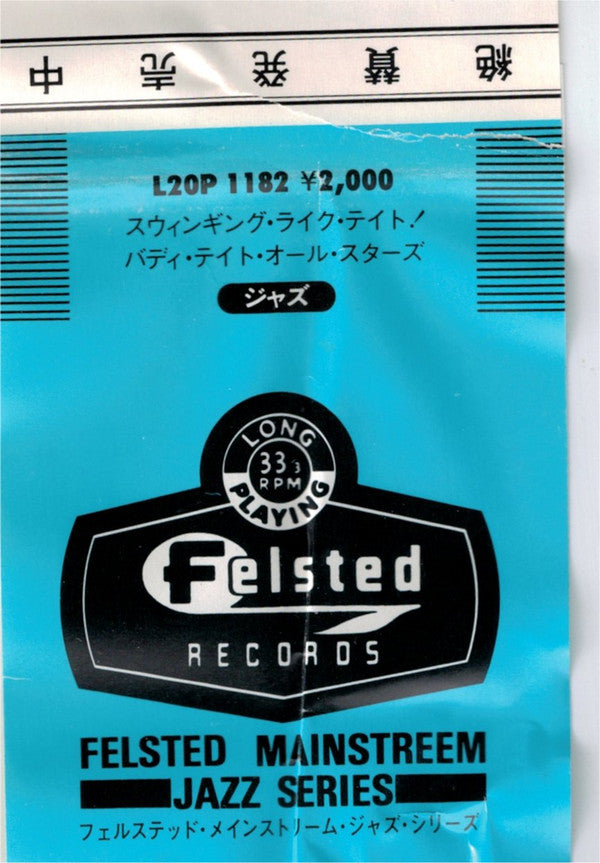 絶賛発売中
L20P 1182 ¥2,000
スウィンギング・ライク・テイト!
バディ・テイト・オール・スターズ
ジャズ
LONG
33⅓
RPM
PLAYING
Felsted
RECORDS
FELSTED MAINSTREEM
JAZZ SERIES
フェルステッド・メインストリーム・ジャズ・シリーズ